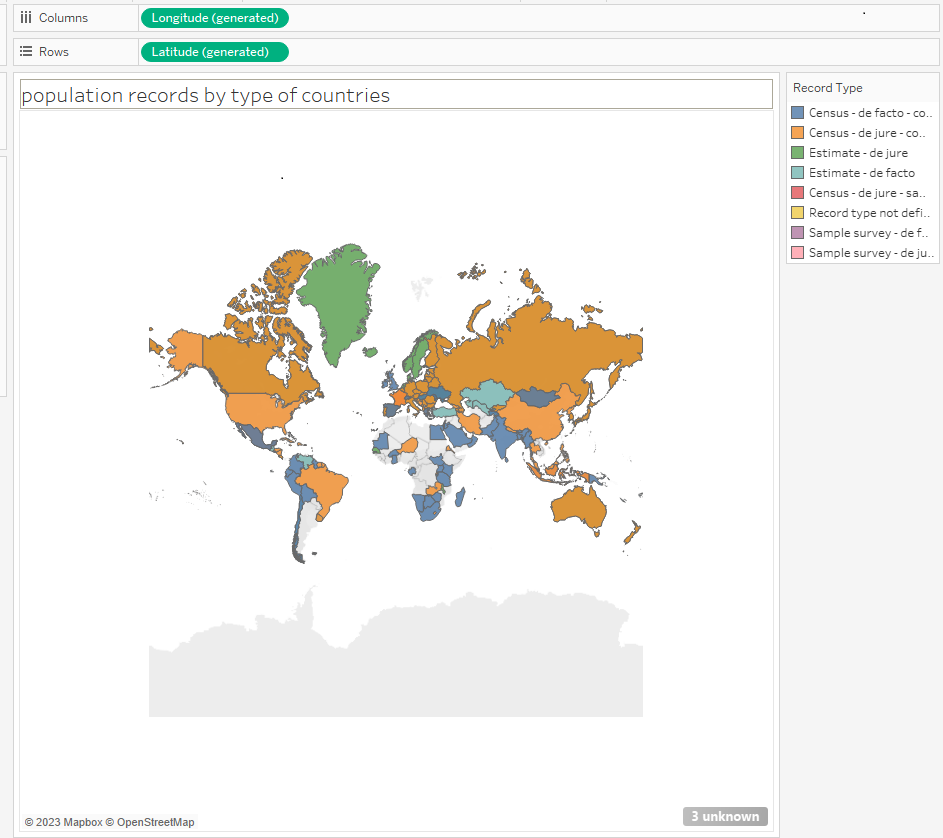 Columns
Longitude (generated)
Rows
Latitude (generated)
population records by type of countries
Record Type
Census - de facto - co..
Census - de jure - co..
Estimate - de jure
Estimate - de facto
Census - de jure - sa..
Record type not defi..
Sample survey - de f..
Sample survey - de ju..
© 2023 Mapbox © OpenStreetMap
3 unknown